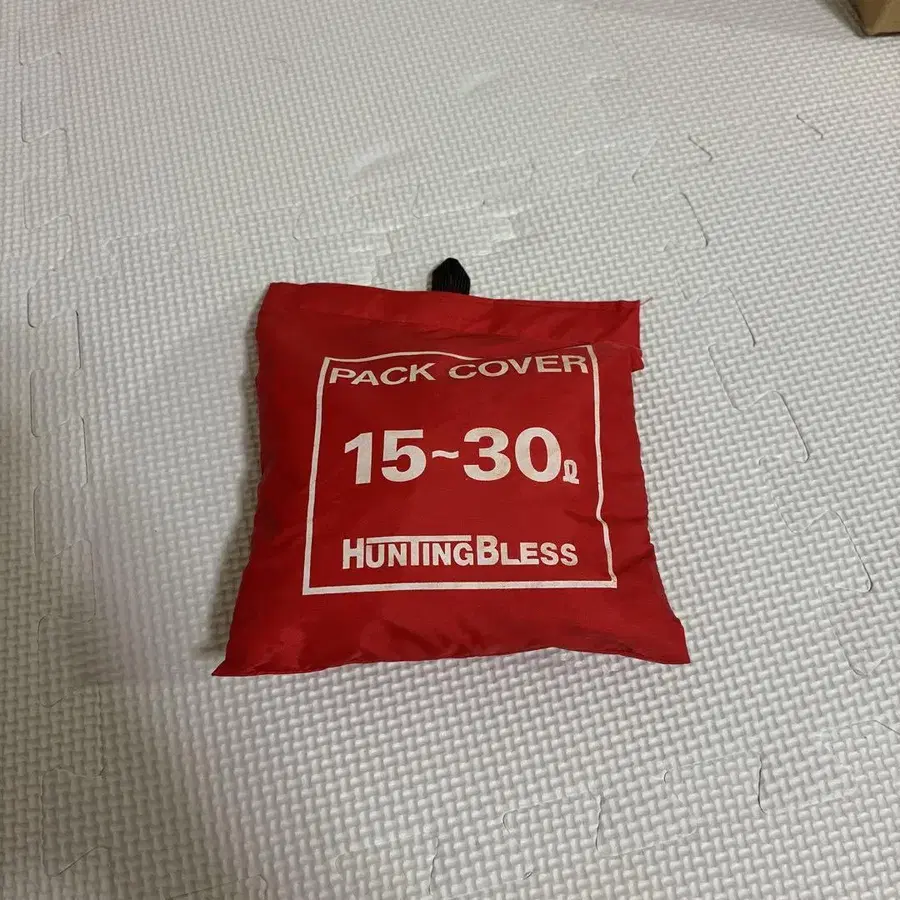 PACK COVER
15~30ℓ
HUNTINGBLESS